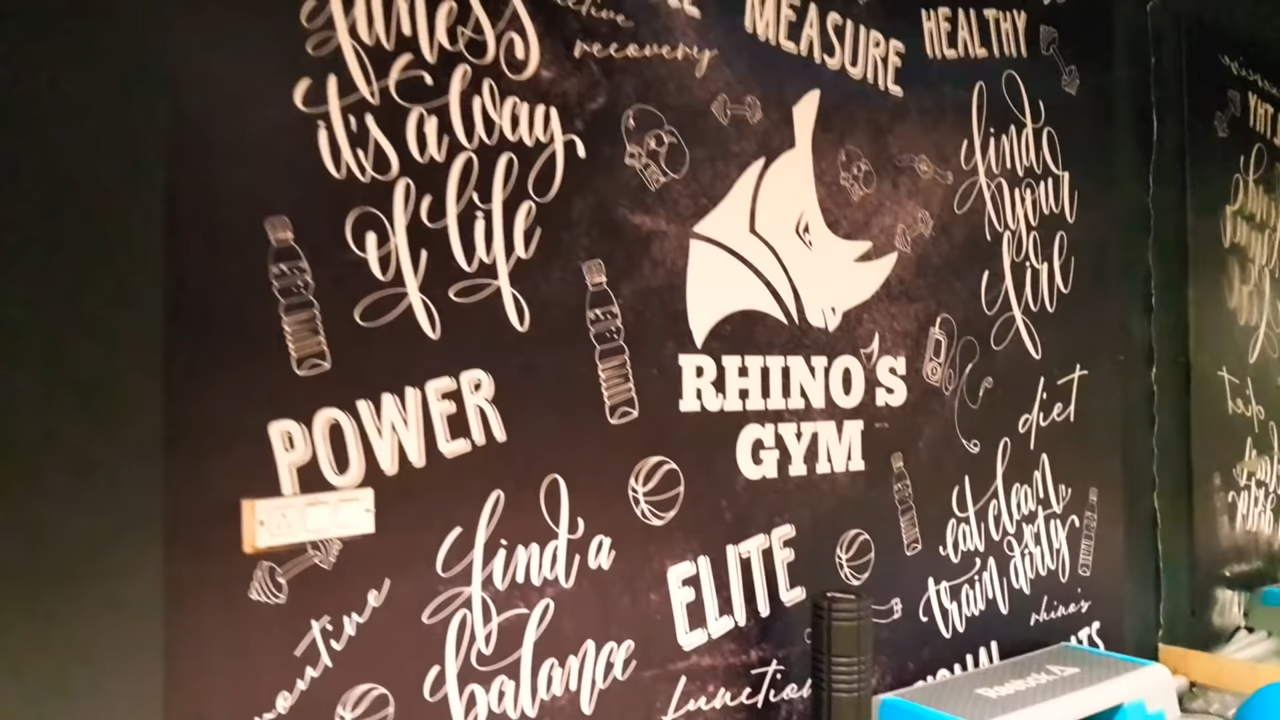 fitness
it's a way
of life
recovery
MEASURE
HEALTHY
find
your
fire
RHINO'S
GYM
POWER
diet
eat clean
train dirty
rhino's
find a
balance
ELITE
routine
Reebok